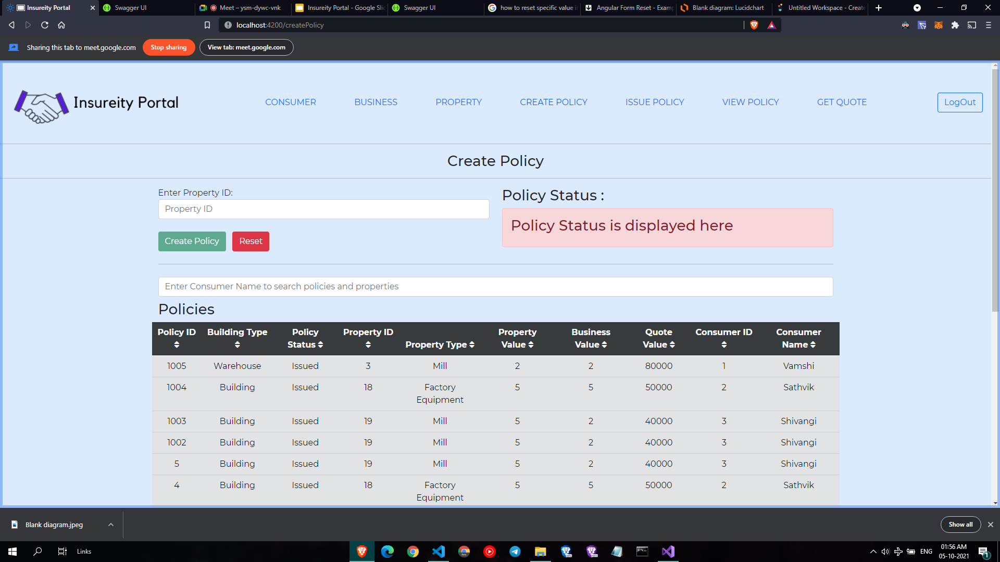 Insureity Portal
Swagger UI
Meet – ysm-dywc-vnk
Insureity Portal - Google Slid
Swagger UI
how to reset specific value i
Angular Form Reset - Examp
Blank diagram: Lucidchart
Untitled Workspace - Create
localhost:4200/createPolicy
Sharing this tab to meet.google.com
Stop sharing
View tab: meet.google.com
Insureity Portal
CONSUMER
BUSINESS
PROPERTY
CREATE POLICY
ISSUE POLICY
VIEW POLICY
GET QUOTE
LogOut
Create Policy
Enter Property ID:
Property ID
Create Policy
Reset
Policy Status :
Policy Status is displayed here
Enter Consumer Name to search policies and properties
Policies
Policy ID Building Type Policy Status Property ID Property Type Property Value Business Value Quote Value Consumer ID Consumer Name
1005 Warehouse Issued 3 Mill 2 2 80000 1 Vamshi
1004 Building Issued 18 Factory Equipment 5 5 50000 2 Sathvik
1003 Building Issued 19 Mill 5 2 40000 3 Shivangi
1002 Building Issued 19 Mill 5 2 40000 3 Shivangi
5 Building Issued 19 Mill 5 2 40000 3 Shivangi
4 Building Issued 18 Factory Equipment 5 5 50000 2 Sathvik
Blank diagram.jpeg
Show all
Links
ENG
01:56 AM
05-10-2021
1